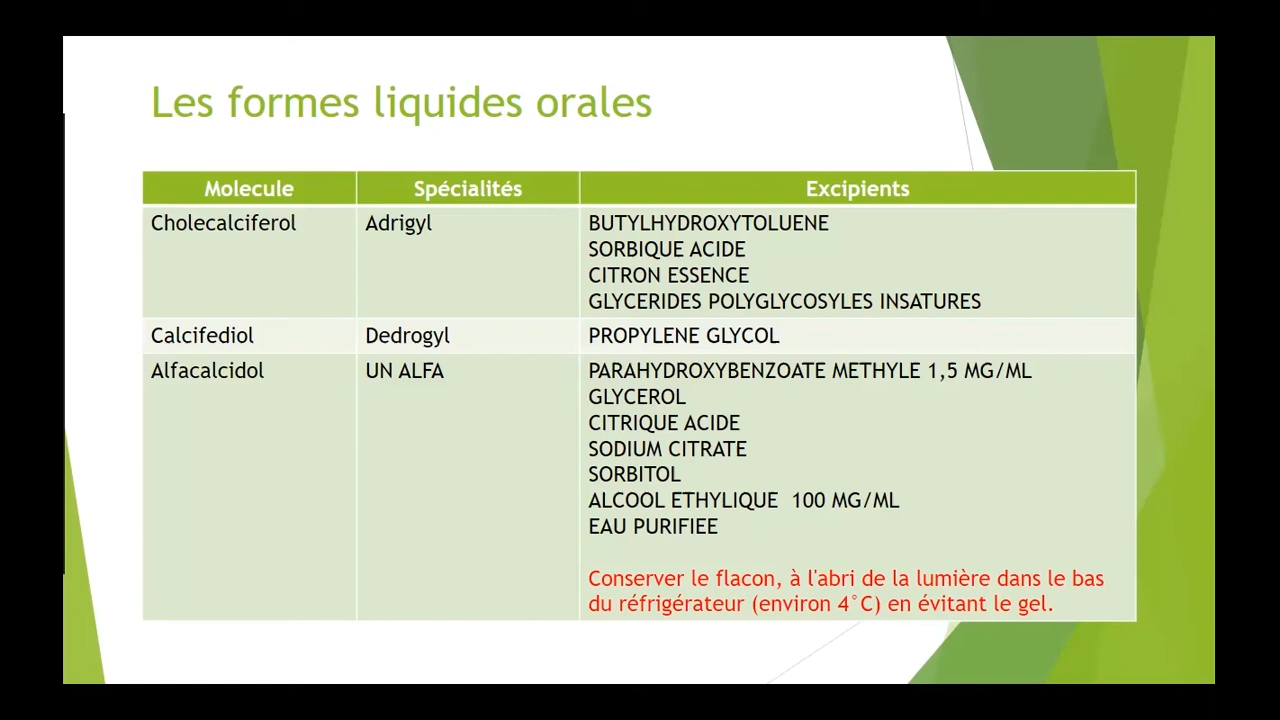 Les formes liquides orales
Molecule Spécialités Excipients
Cholecalciferol Adrigyl BUTYLHYDROXYTOLUENE
SORBIQUE ACIDE
CITRON ESSENCE
GLYCERIDES POLYGLYCOSYLES INSATURES
Calcifediol Dedrogyl PROPYLENE GLYCOL
Alfacalcidol UN ALFA PARAHYDROXYBENZOATE METHYLE 1,5 MG/ML
GLYCEROL
CITRIQUE ACIDE
SODIUM CITRATE
SORBITOL
ALCOOL ETHYLIQUE 100 MG/ML
EAU PURIFIEE
Conserver le flacon, à l'abri de la lumière dans le bas
du réfrigérateur (environ 4°C) en évitant le gel.